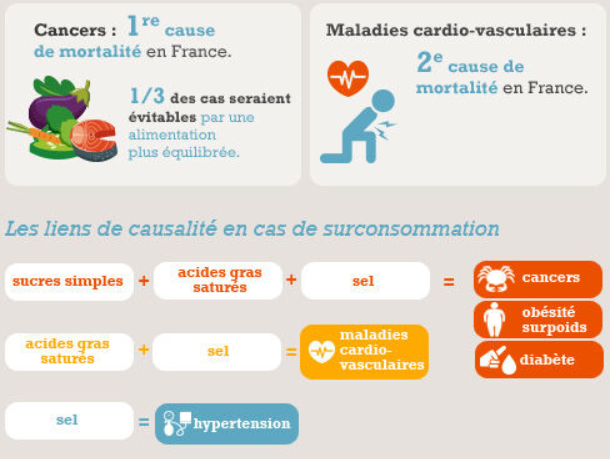 Cancers : 1re cause
de mortalité en France.
1/3 des cas seraient
évitables par une
alimentation
plus équilibrée.
Maladies cardio-vasculaires :
2e cause de
mortalité en France.
Les liens de causalité en cas de surconsommation
sucres simples + acides gras
saturés + sel = cancers
obésité
surpoids
diabète
acides gras
saturés + sel = maladies
cardio-
vasculaires
sel = hypertension